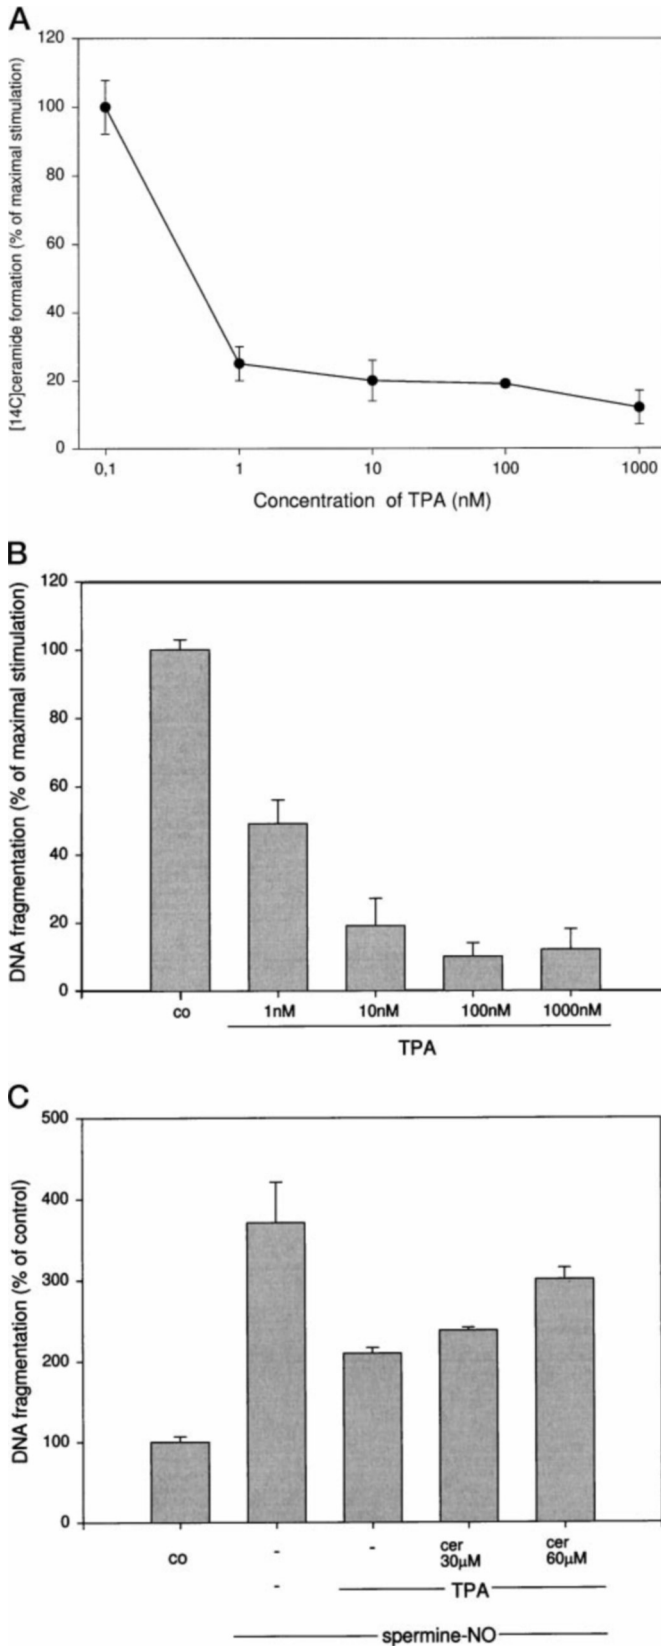 A
[14C]ceramide formation (% of maximal stimulation)
120
100
80
60
40
20
0
0,1
1
10
100
1000
Concentration of TPA (nM)
B
DNA fragmentation (% of maximal stimulation)
120
100
80
60
40
20
0
co
1nM
10nM
100nM
1000nM
TPA
C
DNA fragmentation (% of control)
500
400
300
200
100
0
co
-
-
cer
30µM
cer
60µM
-
TPA
spermine-NO